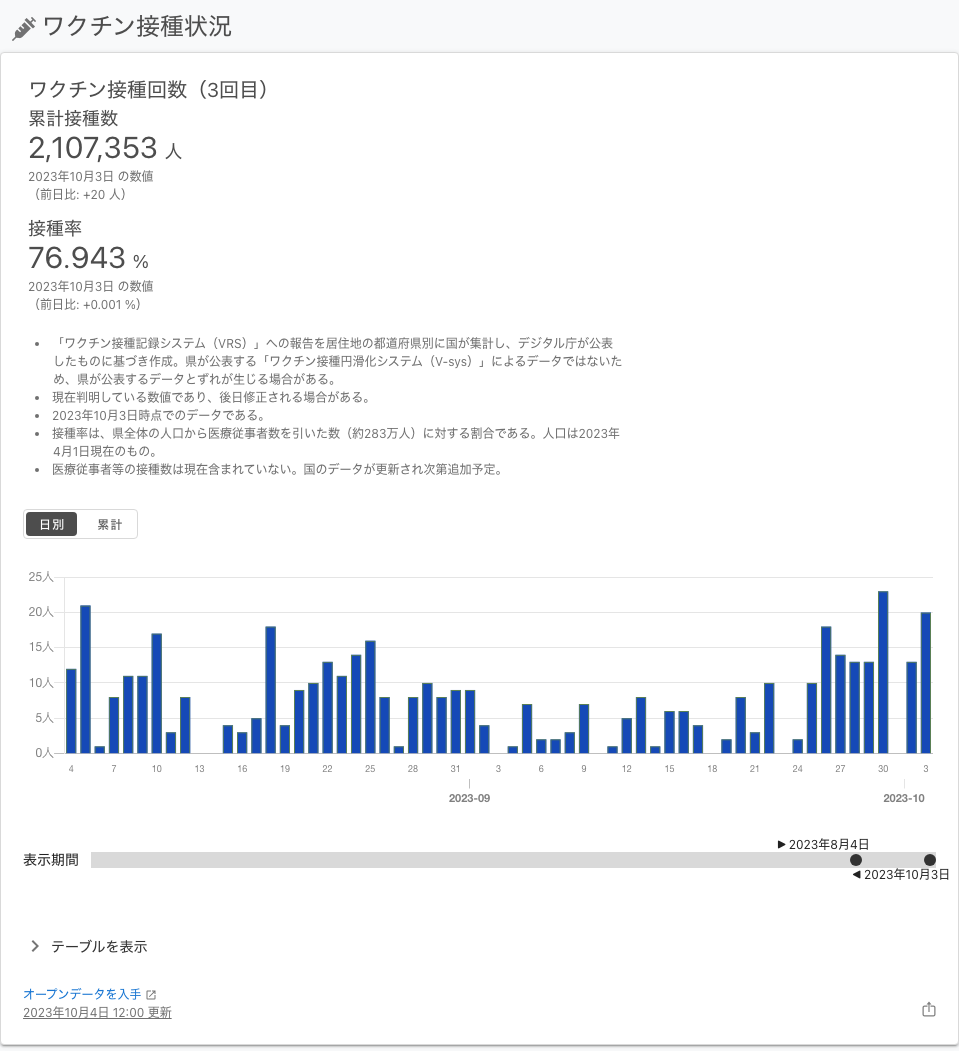 ワクチン接種状況
ワクチン接種回数（3回目）
累計接種数
2,107,353 人
2023年10月3日 の数値
（前日比: +20 人）
接種率
76.943 %
2023年10月3日 の数値
（前日比: +0.001 %）
• 「ワクチン接種記録システム（VRS）」への報告を居住地の都道府県別に国が集計し、デジタル庁が公表
したものに基づき作成。県が公表する「ワクチン接種円滑化システム（V-sys）」によるデータではないた
め、県が公表するデータとずれが生じる場合がある。
• 現在判明している数値であり、後日修正される場合がある。
• 2023年10月3日時点でのデータである。
• 接種率は、県全体の人口から医療従事者数を引いた数（約283万人）に対する割合である。人口は2023年
4月1日現在のもの。
• 医療従事者等の接種数は現在含まれていない。国のデータが更新され次第追加予定。
日別 累計
25人
20人
15人
10人
5人
0人
4 7 10 13 16 19 22 25 28 31 3 6 9 12 15 18 21 24 27 30 3
2023-09 2023-10
▶ 2023年8月4日
表示期間
◀ 2023年10月3日
テーブルを表示
オープンデータを入手
2023年10月4日 12:00 更新